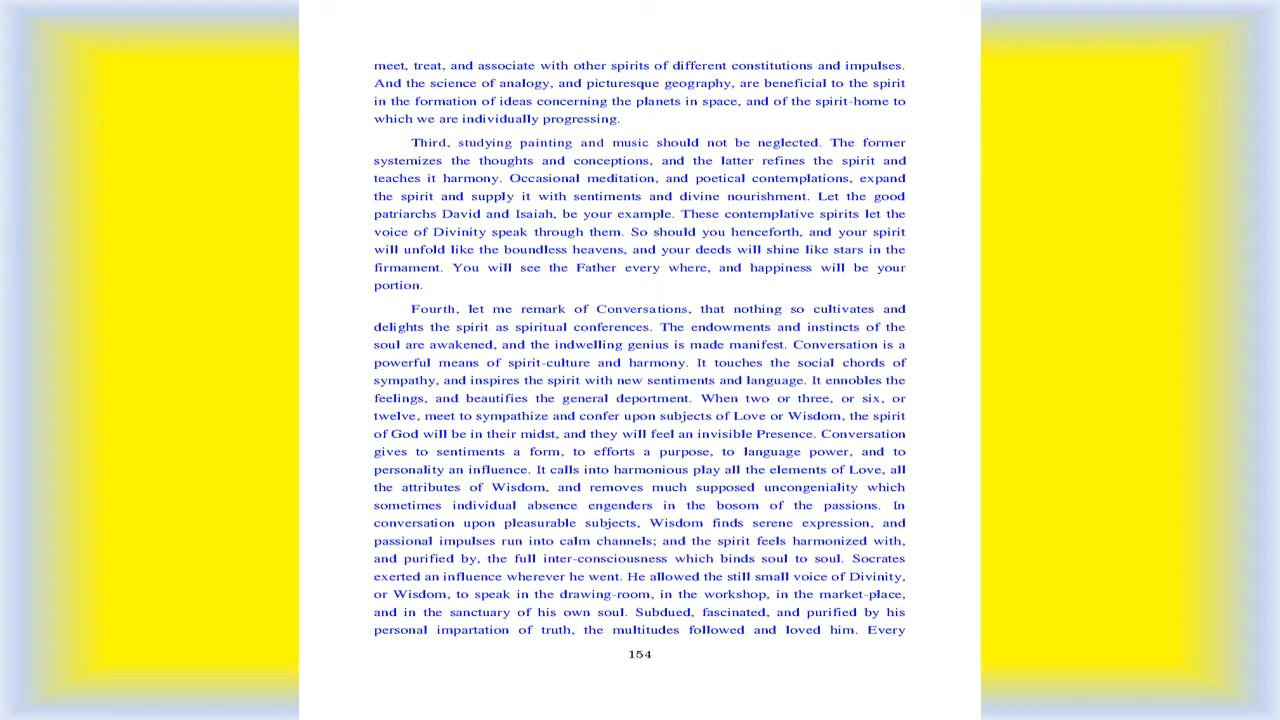 meet, treat, and associate with other spirits of different constitutions and impulses.
And the science of analogy, and picturesque geography, are beneficial to the spirit
in the formation of ideas concerning the planets in space, and of the spirit-home to
which we are individually progressing.
Third, studying painting and music should not be neglected. The former
systemizes the thoughts and conceptions, and the latter refines the spirit and
teaches it harmony. Occasional meditation, and poetical contemplations, expand
the spirit and supply it with sentiments and divine nourishment. Let the good
patriarchs David and Isaiah, be your example. These contemplative spirits let the
voice of Divinity speak through them. So should you henceforth, and your spirit
will unfold like the boundless heavens, and your deeds will shine like stars in the
firmament. You will see the Father every where, and happiness will be your
portion.
Fourth, let me remark of Conversations, that nothing so cultivates and
delights the spirit as spiritual conferences. The endowments and instincts of the
soul are awakened, and the indwelling genius is made manifest. Conversation is a
powerful means of spirit-culture and harmony. It touches the social chords of
sympathy, and inspires the spirit with new sentiments and language. It ennobles the
feelings, and beautifies the general deportment. When two or three, or six, or
twelve, meet to sympathize and confer upon subjects of Love or Wisdom, the spirit
of God will be in their midst, and they will feel an invisible Presence. Conversation
gives to sentiments a form, to efforts a purpose, to language power, and to
personality an influence. It calls into harmonious play all the elements of Love, all
the attributes of Wisdom, and removes much supposed uncongeniality which
sometimes individual absence engenders in the bosom of the passions. In
conversation upon pleasurable subjects, Wisdom finds serene expression, and
passional impulses run into calm channels; and the spirit feels harmonized with,
and purified by, the full inter-consciousness which binds soul to soul. Socrates
exerted an influence wherever he went. He allowed the still small voice of Divinity,
or Wisdom, to speak in the drawing-room, in the workshop, in the market-place,
and in the sanctuary of his own soul. Subdued, fascinated, and purified by his
personal impartation of truth, the multitudes followed and loved him. Every
154